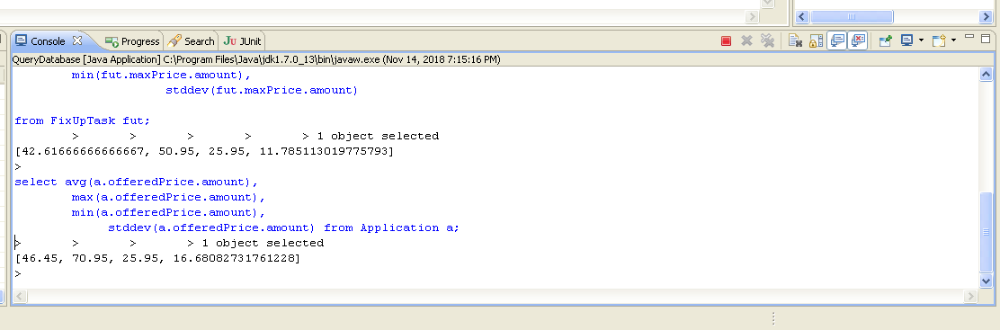 Console Progress Search JUnit
QueryDatabase [Java Application] C:\Program Files\Java\jdk1.7.0_13\bin\javaw.exe (Nov 14, 2018 7:15:16 PM)
min(fut.maxPrice.amount),
stddev(fut.maxPrice.amount)
from FixUpTask fut;
> > > > > 1 object selected
[42.61666666666667, 50.95, 25.95, 11.785113019775793]
>
select avg(a.offeredPrice.amount),
max(a.offeredPrice.amount),
min(a.offeredPrice.amount),
stddev(a.offeredPrice.amount) from Application a;
> > > > 1 object selected
[46.45, 70.95, 25.95, 16.68082731761228]
>